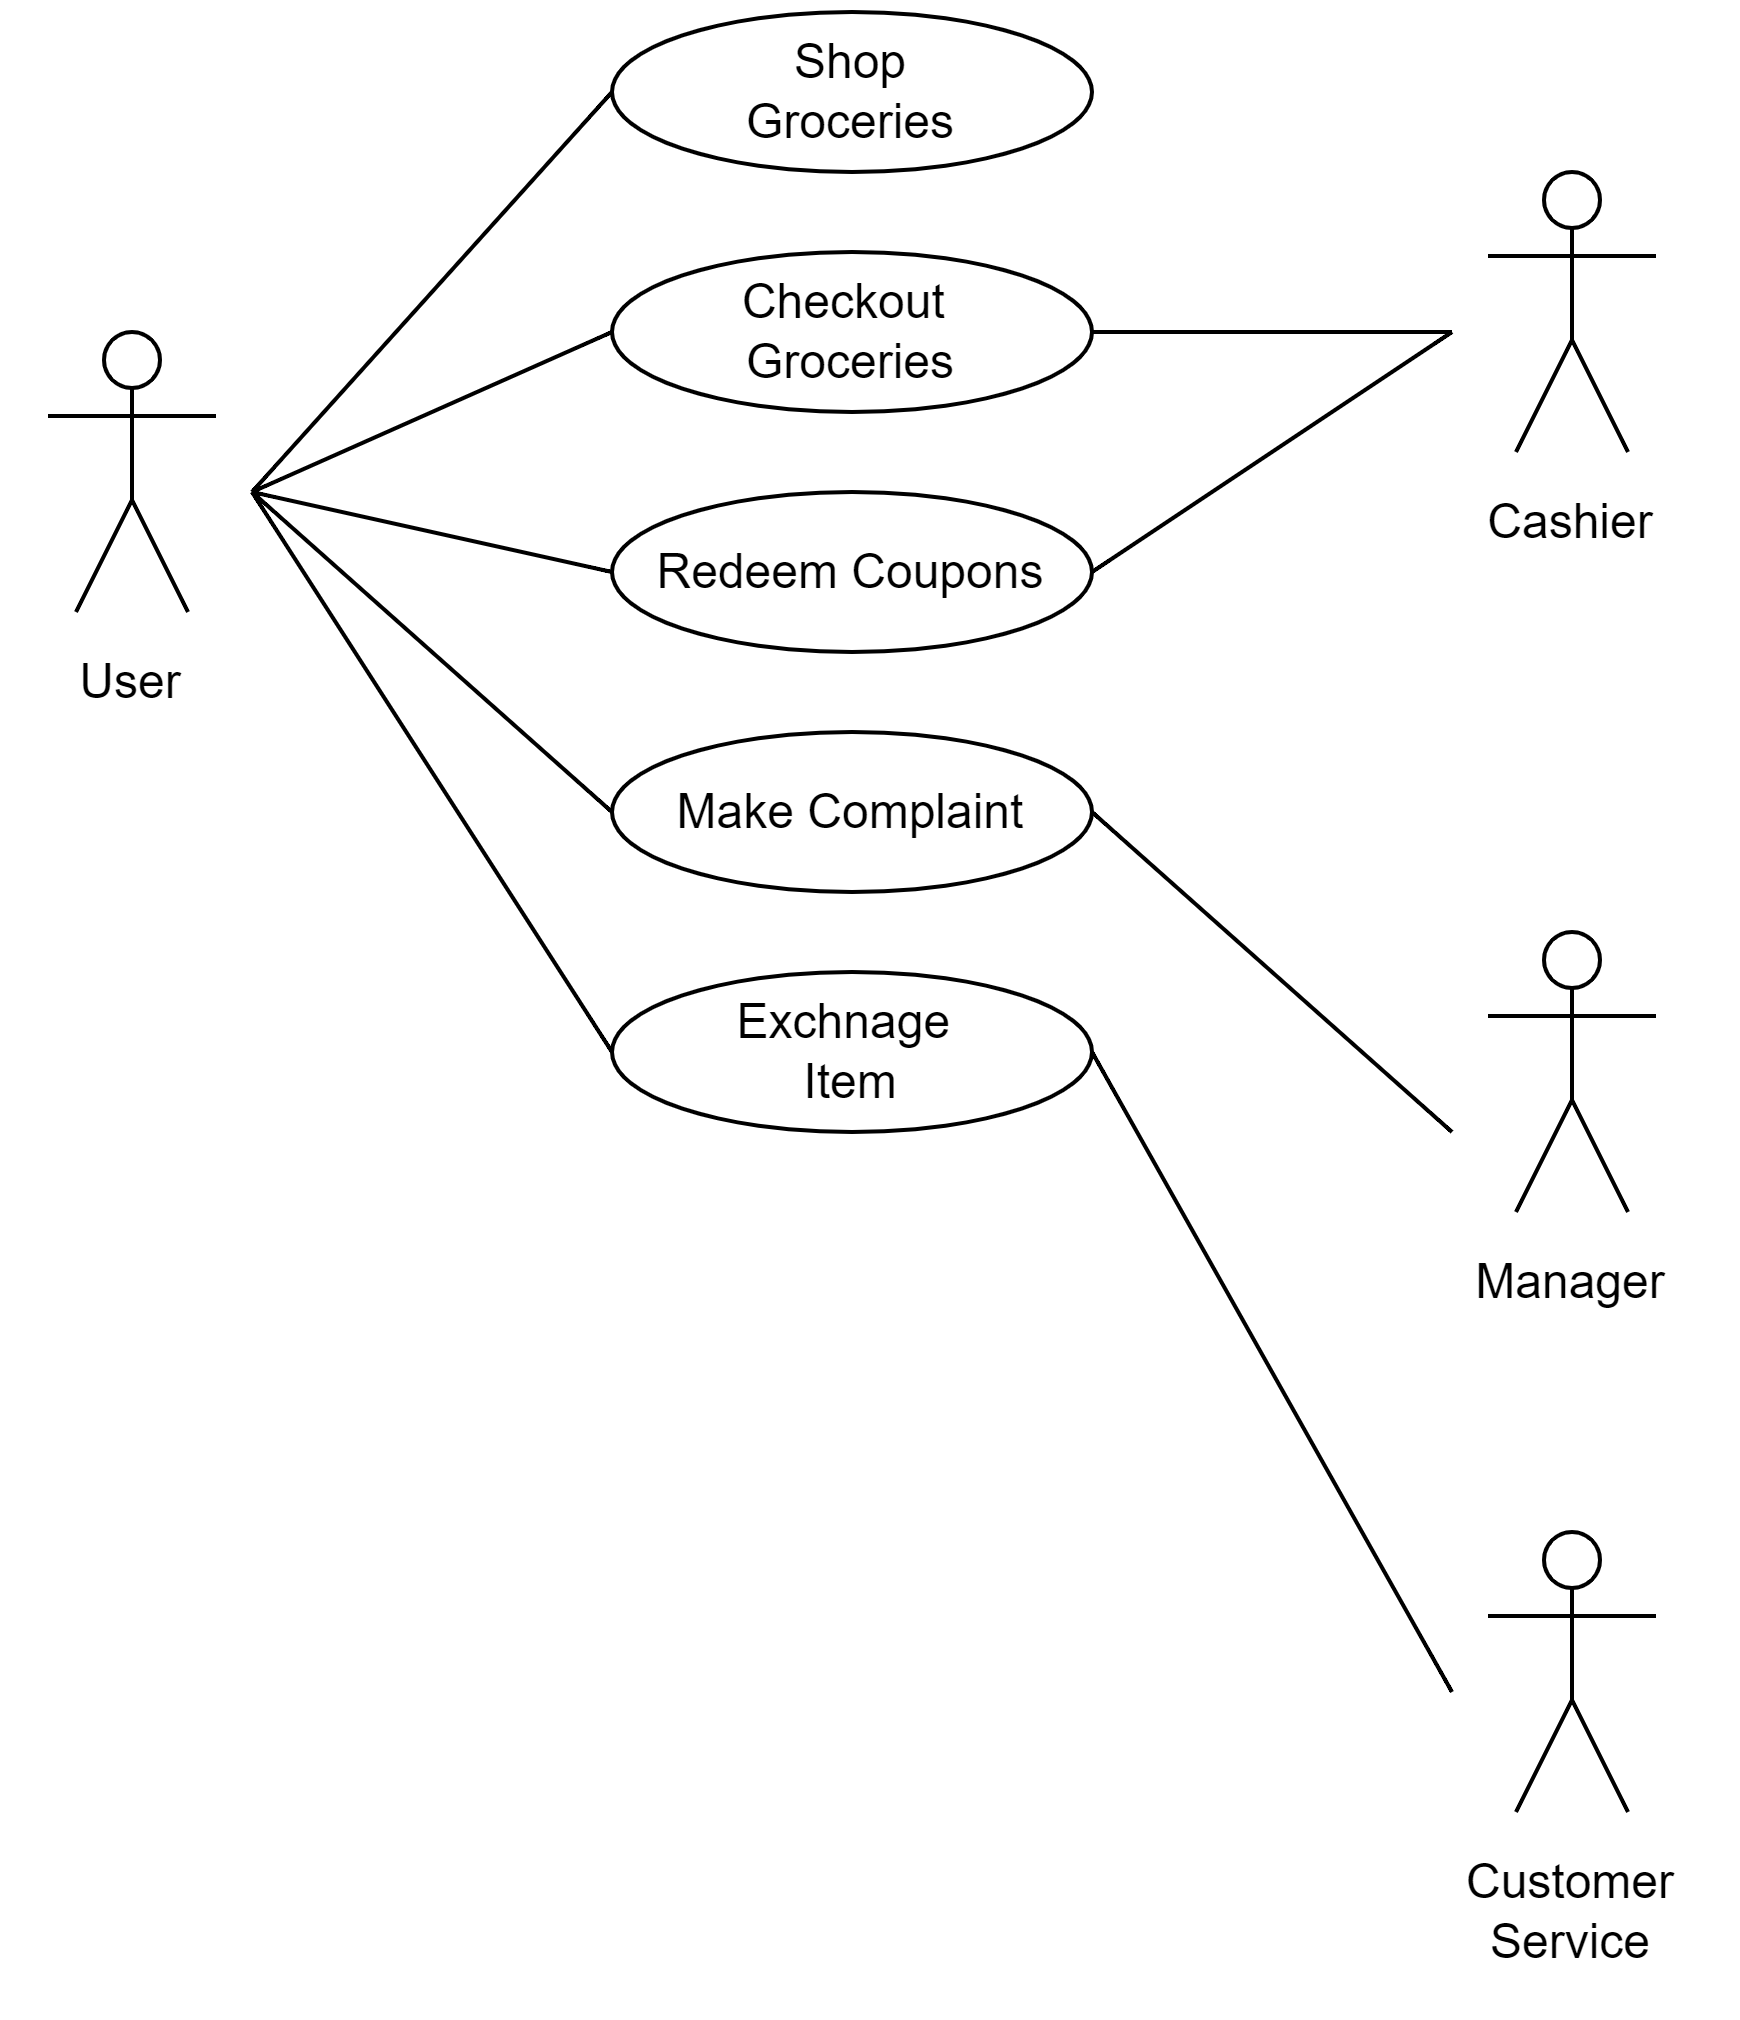 Shop
Groceries
Checkout
Groceries
Cashier
Redeem Coupons
User
Make Complaint
Exchnage
Item
Manager
Customer
Service